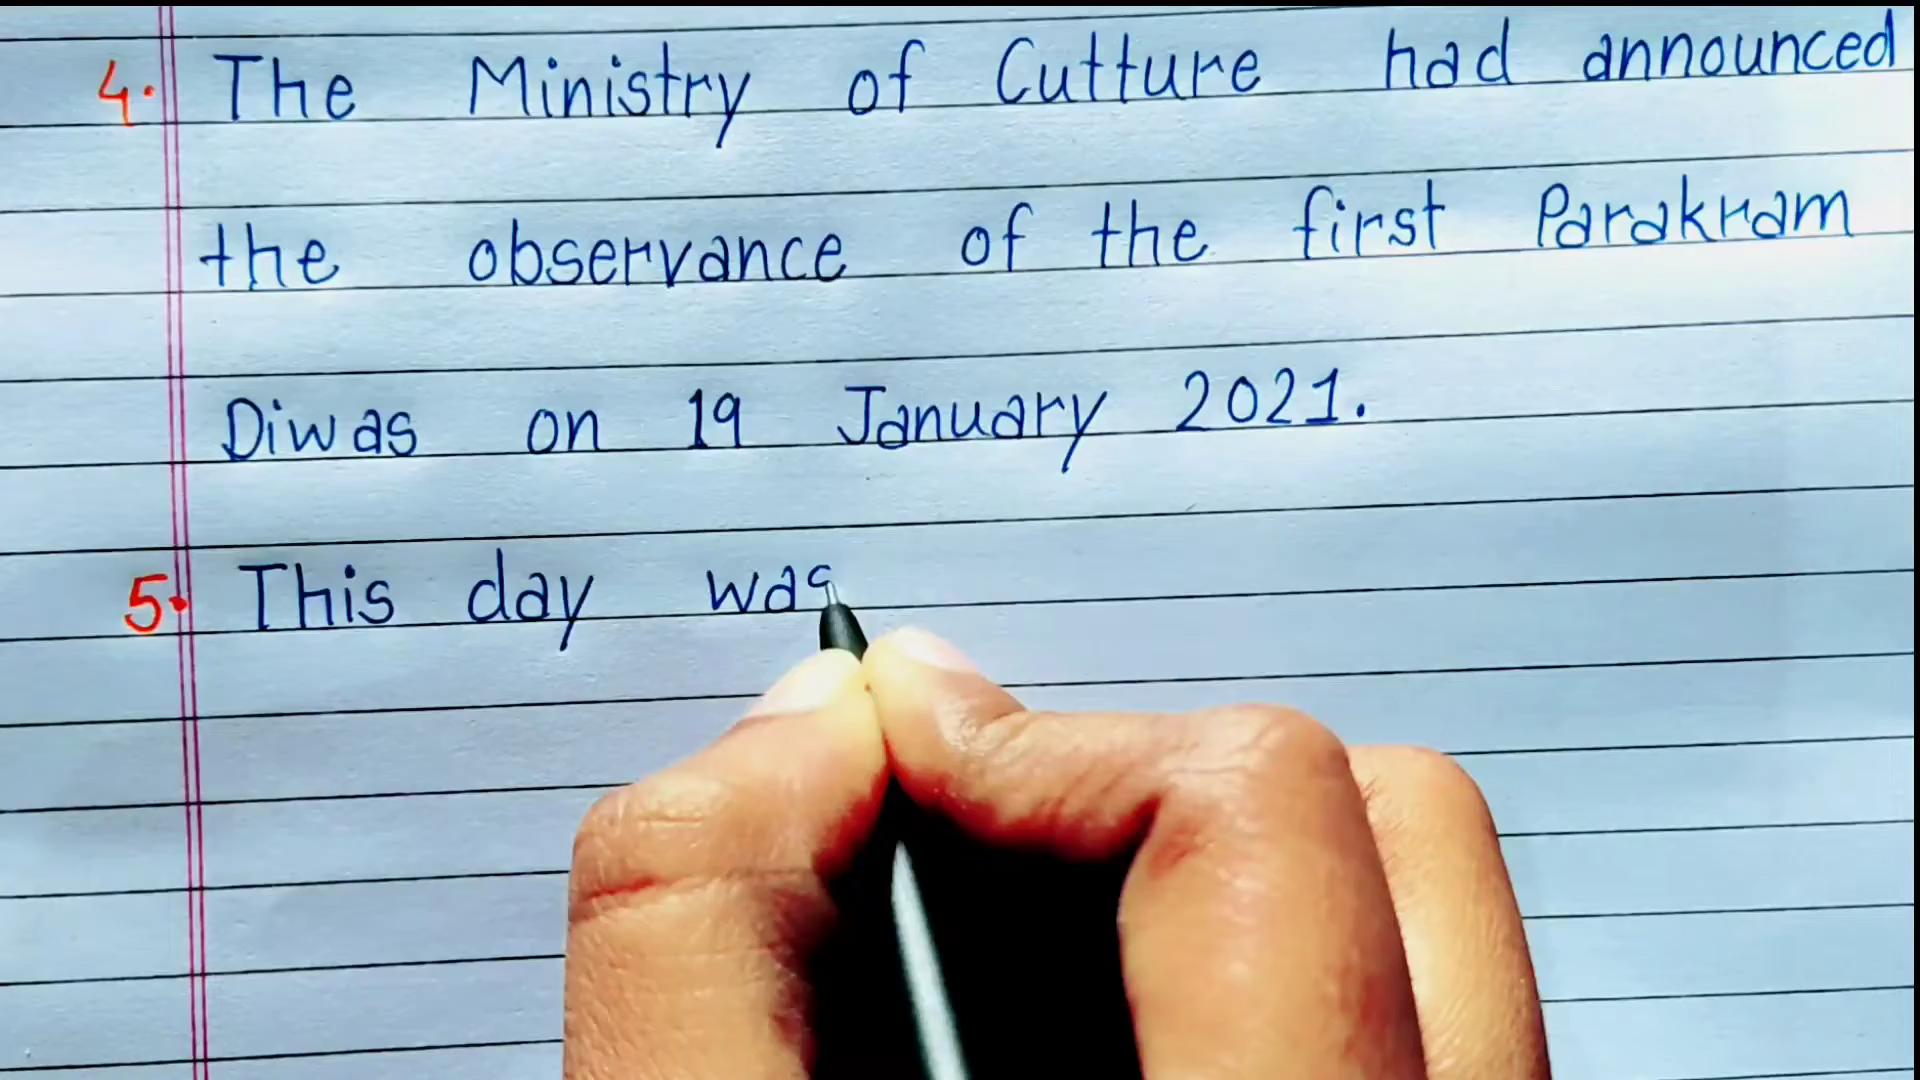 4. The Ministry of Cutture had announced
the observance of the first Parakram
Diwas on 19 January 2021.
5. This day was